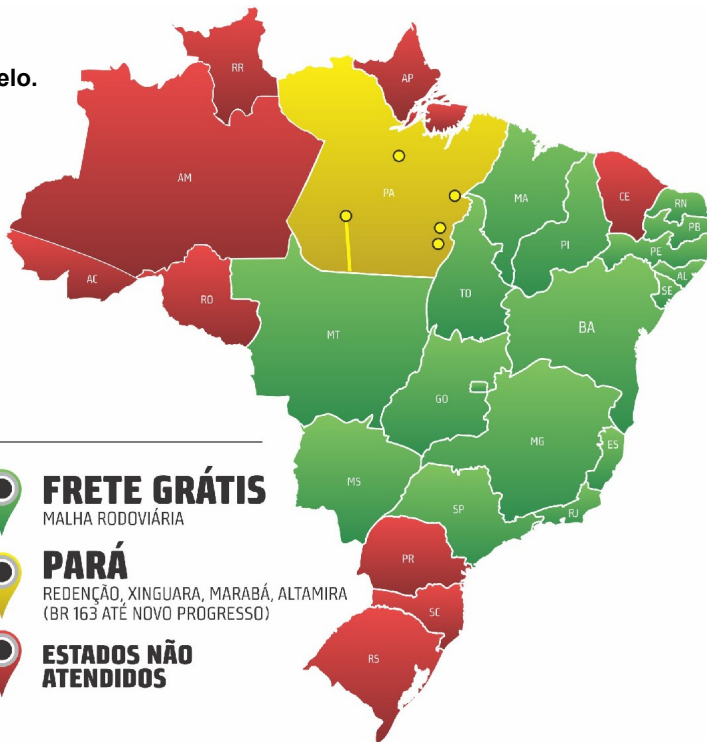 elo.
RR
AP
AM
PA
MA
CE
RN
PB
PI
PE
AL
SE
AC
RO
TO
BA
MT
GO
MG
ES
MS
SP
RJ
PR
SC
RS
FRETE GRÁTIS
MALHA RODOVIÁRIA
PARÁ
REDENÇÃO, XINGUARA, MARABÁ, ALTAMIRA
(BR 163 ATÉ NOVO PROGRESSO)
ESTADOS NÃO
ATENDIDOS